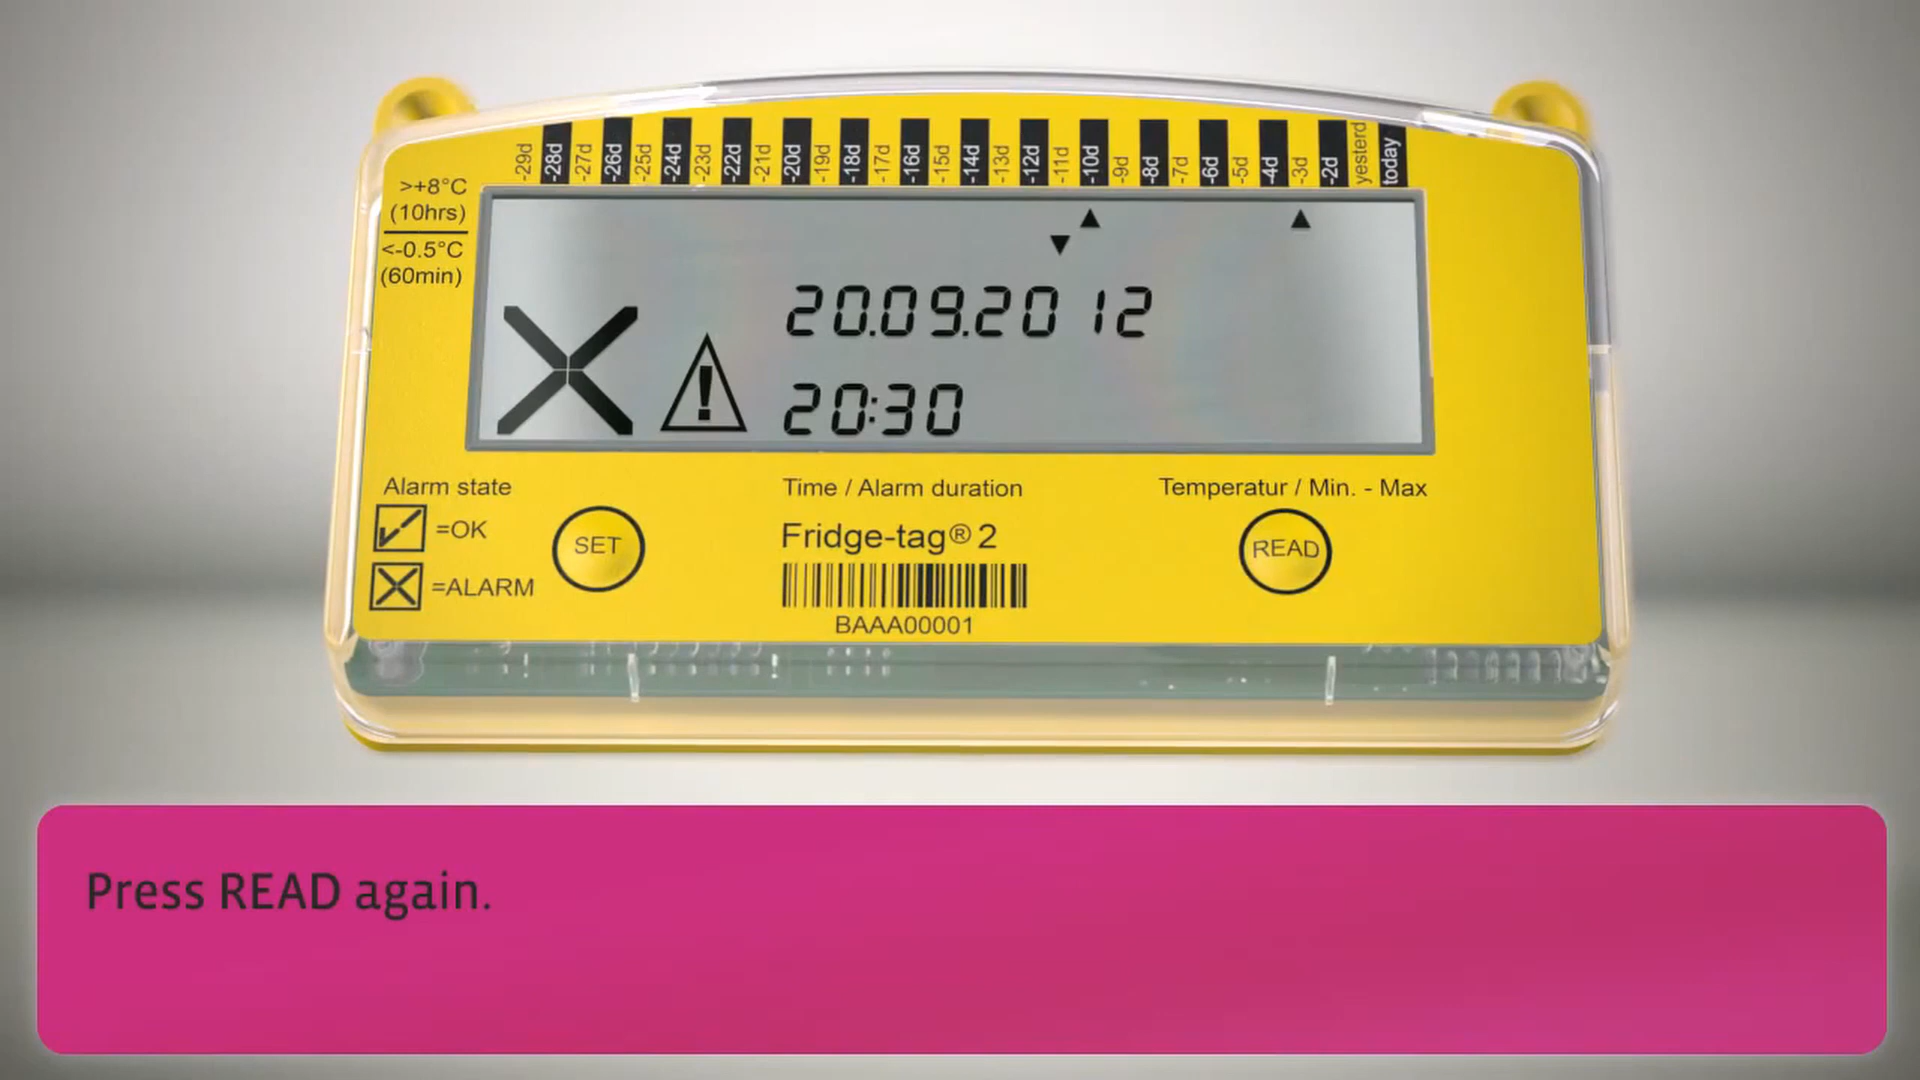 -29d -28d -27d -26d -25d -24d -23d -22d -21d -20d -19d -18d -17d -16d -15d -14d -13d -12d -11d -10d -9d -8d -7d -6d -5d -4d -3d -2d yesterd today
>+8°C
(10hrs)
<-0.5°C
(60min)
20.09.2012
20:30
Alarm state
Time / Alarm duration
Temperatur / Min. - Max
=OK
SET
Fridge-tag® 2
READ
=ALARM
BAAA00001
Press READ again.